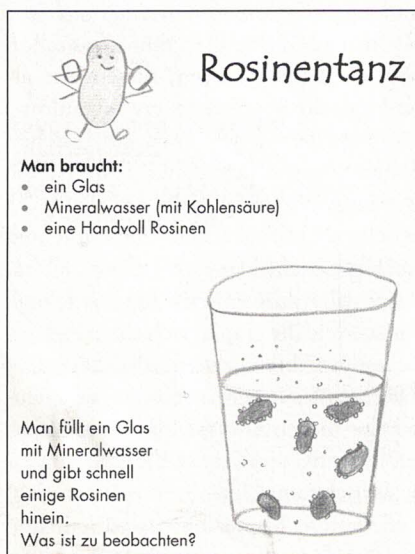 Rosinentanz
Man braucht:
• ein Glas
• Mineralwasser (mit Kohlensäure)
• eine Handvoll Rosinen
Man füllt ein Glas
mit Mineralwasser
und gibt schnell
einige Rosinen
hinein.
Was ist zu beobachten?